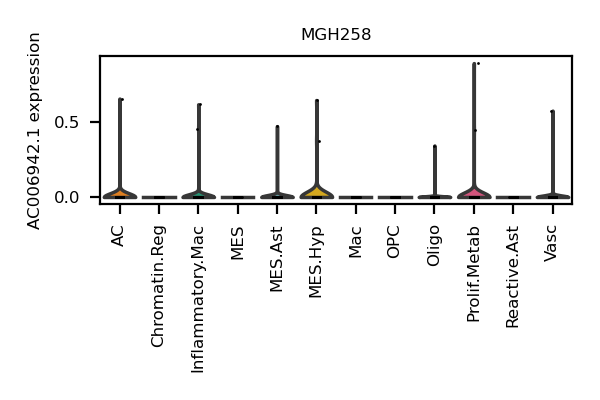 MGH258
AC006942.1 expression
0.5
0.0
AC
Chromatin.Reg
Inflammatory.Mac
MES
MES.Ast
MES.Hyp
Mac
OPC
Oligo
Prolif.Metab
Reactive.Ast
Vasc